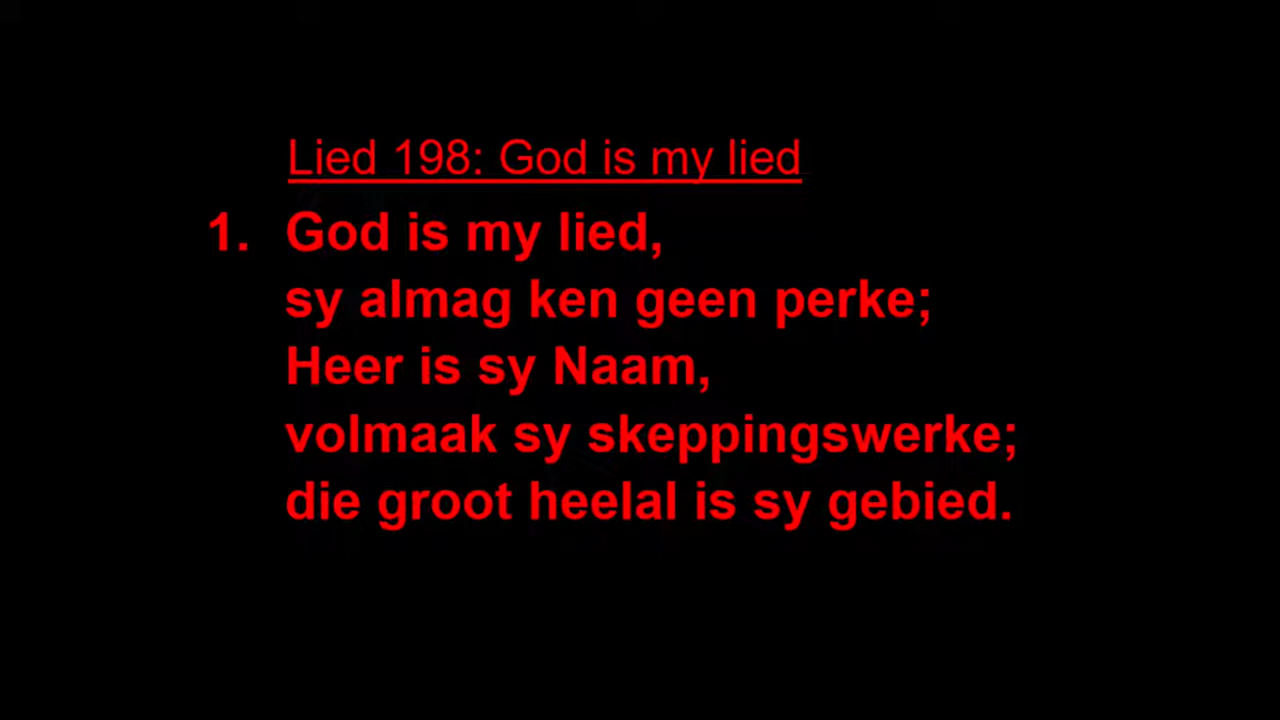 Lied 198: God is my lied
1. God is my lied,
sy almag ken geen perke;
Heer is sy Naam,
volmaak sy skeppingswerke;
die groot heelal is sy gebied.